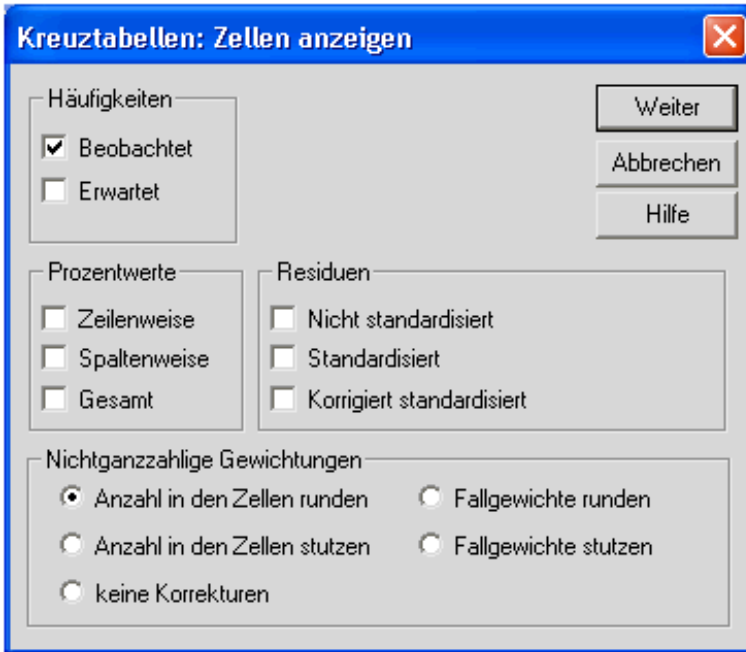 Kreuztabellen: Zellen anzeigen
Häufigkeiten
Beobachtet
Erwartet
Weiter
Abbrechen
Hilfe
Prozentwerte
Zeilenweise
Spaltenweise
Gesamt
Residuen
Nicht standardisiert
Standardisiert
Korrigiert standardisiert
Nichtganzzahlige Gewichtungen
Anzahl in den Zellen runden
Fallgewichte runden
Anzahl in den Zellen stutzen
Fallgewichte stutzen
keine Korrekturen